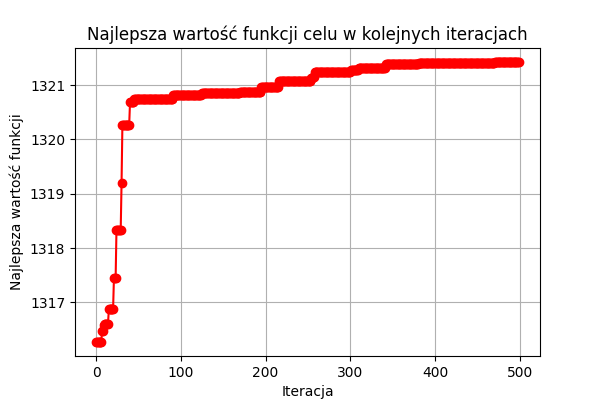 Najlepsza wartość funkcji celu w kolejnych iteracjach
Najlepsza wartość funkcji
1321
1320
1319
1318
1317
0 100 200 300 400 500
Iteracja